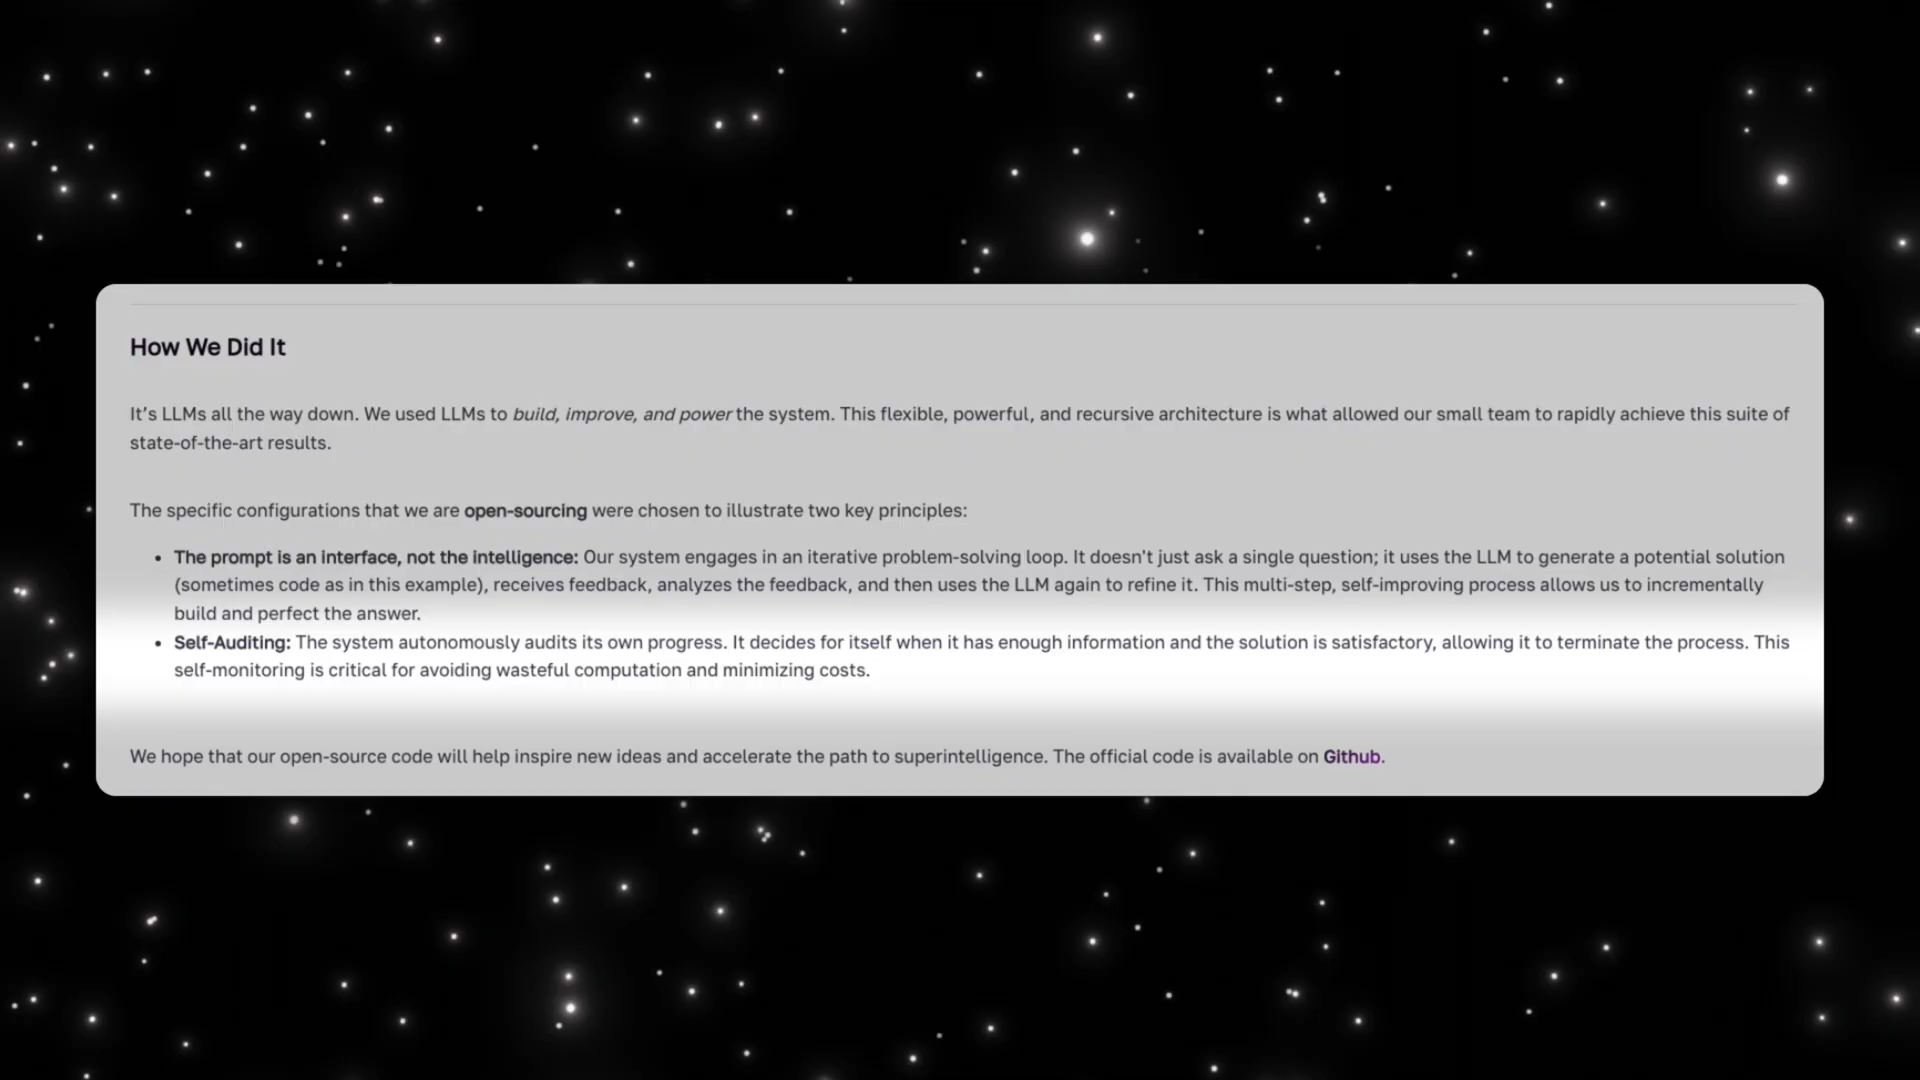 How We Did It
It’s LLMs all the way down. We used LLMs to build, improve, and power the system. This flexible, powerful, and recursive architecture is what allowed our small team to rapidly achieve this suite of
state-of-the-art results.
The specific configurations that we are open-sourcing were chosen to illustrate two key principles:
• The prompt is an interface, not the intelligence: Our system engages in an iterative problem-solving loop. It doesn't just ask a single question; it uses the LLM to generate a potential solution
(sometimes code as in this example), receives feedback, analyzes the feedback, and then uses the LLM again to refine it. This multi-step, self-improving process allows us to incrementally
build and perfect the answer.
• Self-Auditing: The system autonomously audits its own progress. It decides for itself when it has enough information and the solution is satisfactory, allowing it to terminate the process. This
self-monitoring is critical for avoiding wasteful computation and minimizing costs.
We hope that our open-source code will help inspire new ideas and accelerate the path to superintelligence. The official code is available on Github.